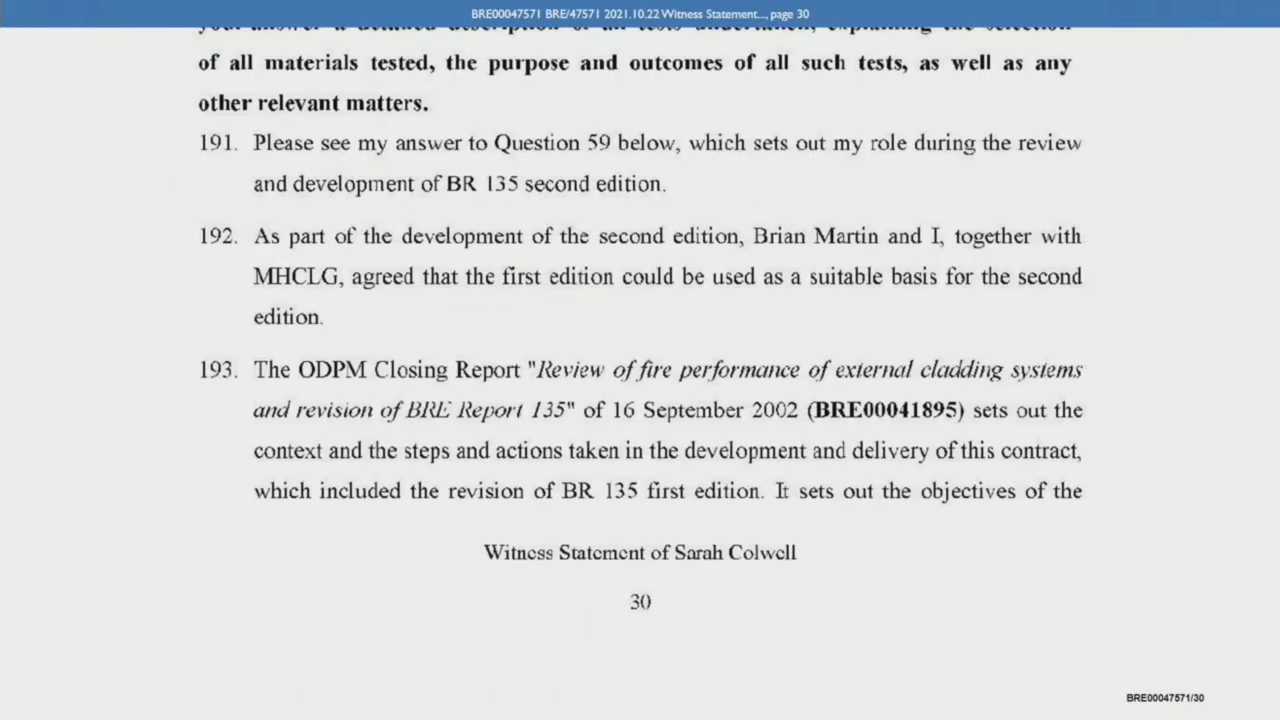 BRE00047571 BRE/47571 2021.10.22 Witness Statement..., page 30
of all materials tested, the purpose and outcomes of all such tests, as well as any
other relevant matters.
191. Please see my answer to Question 59 below, which sets out my role during the review
and development of BR 135 second edition.
192. As part of the development of the second edition, Brian Martin and I, together with
MHCLG, agreed that the first edition could be used as a suitable basis for the second
edition.
193. The ODPM Closing Report "Review of fire performance of external cladding systems
and revision of BRE Report 135" of 16 September 2002 (BRE00041895) sets out the
context and the steps and actions taken in the development and delivery of this contract,
which included the revision of BR 135 first edition. It sets out the objectives of the
Witness Statement of Sarah Colwell
30
BRE00047571/30